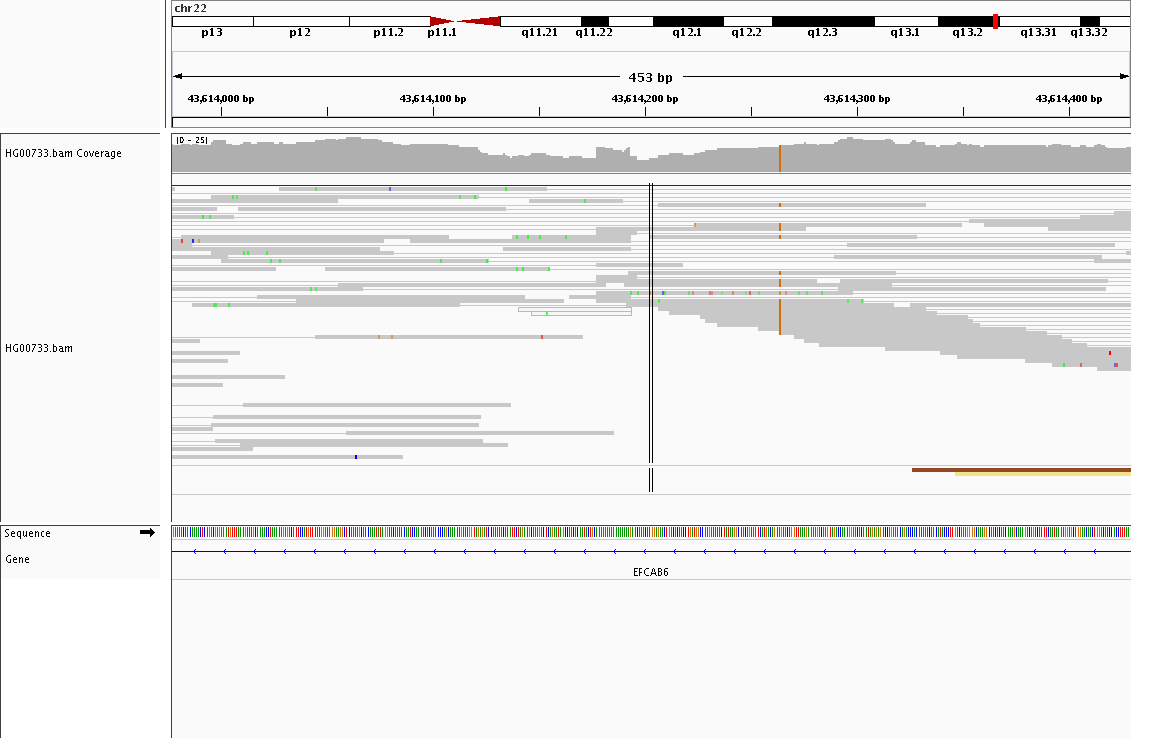 chr22
p13 p12 p11.2 p11.1 q11.21 q11.22 q12.1 q12.2 q12.3 q13.1 q13.2 q13.31 q13.32
453 bp
43,614,000 bp 43,614,100 bp 43,614,200 bp 43,614,300 bp 43,614,400 bp
[0 - 25]
HG00733.bam Coverage
HG00733.bam
Sequence
Gene
EFCAB6